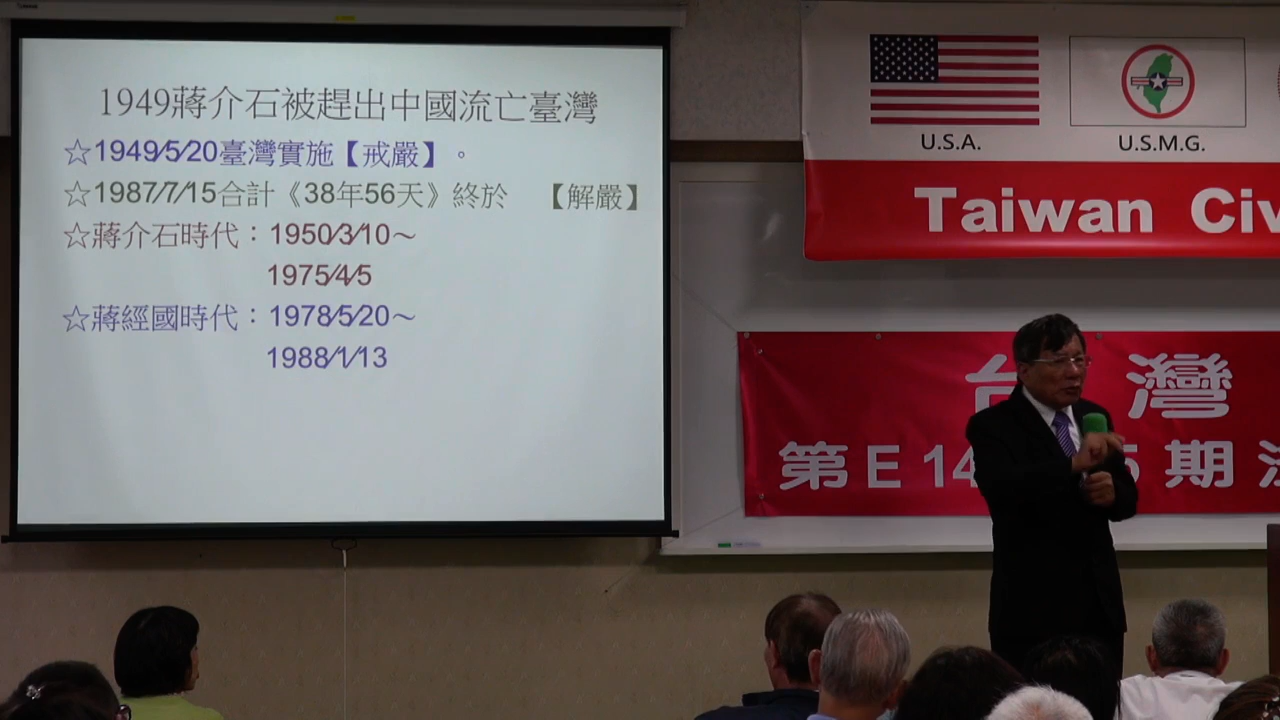 1949蔣介石被趕出中國流亡臺灣
☆1949/5/20臺灣實施【戒嚴】。
☆1987/7/15合計《38年56天》終於 【解嚴】
☆蔣介石時代：1950/3/10～
1975/4/5
☆蔣經國時代：1978/5/20～
1988/1/13
U.S.A.
U.S.M.G.
Taiwan Civ
台灣
第E14 5期